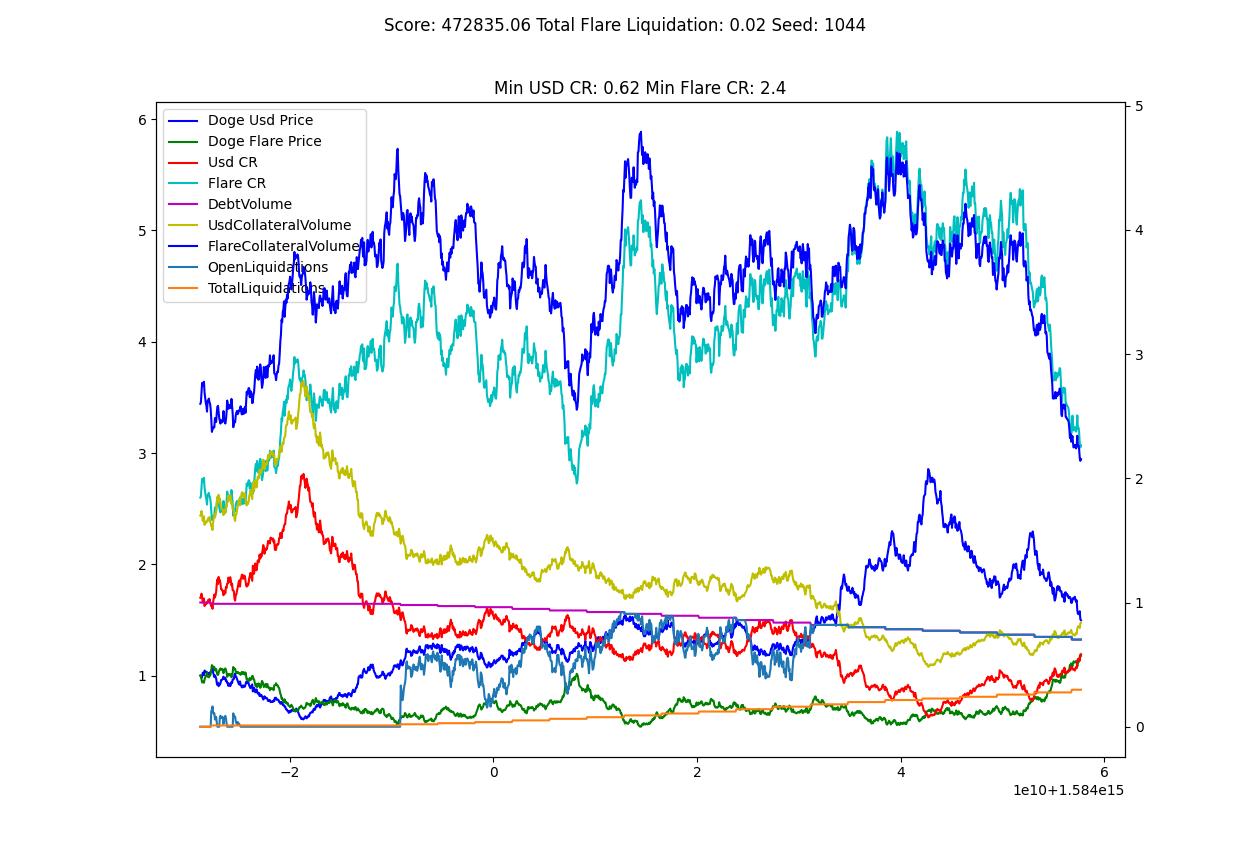 Score: 472835.06 Total Flare Liquidation: 0.02 Seed: 1044
Min USD CR: 0.62 Min Flare CR: 2.4
Doge Usd Price
Doge Flare Price
Usd CR
Flare CR
DebtVolume
UsdCollateralVolume
FlareCollateralVolume
OpenLiquidations
TotalLiquidations
6
5
4
3
2
1
5
4
3
2
1
0
−2
0
2
4
6
1e10+1.584e15